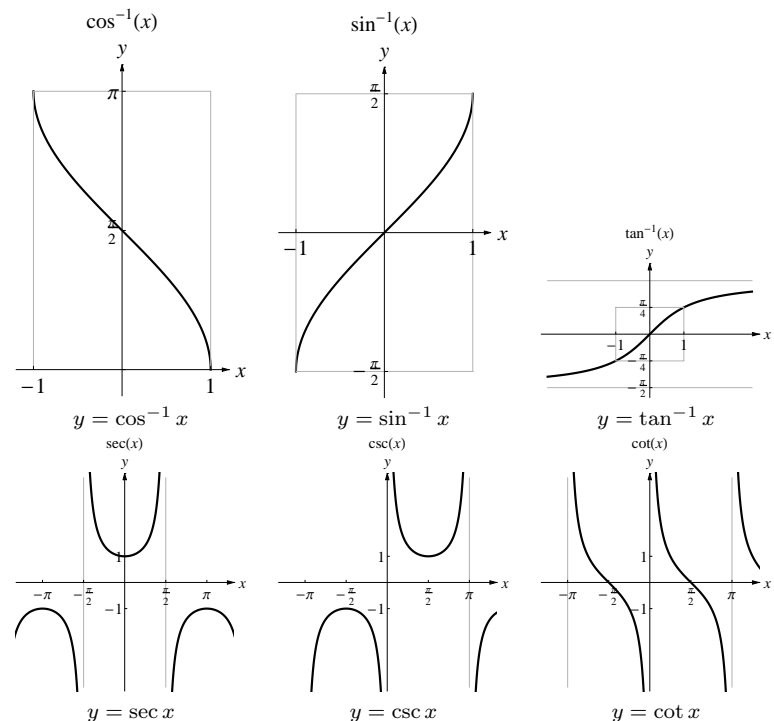 cos⁻¹(x)
y
π
π/2
−1
1
x
y = cos⁻¹ x
sin⁻¹(x)
y
π/2
−1
1
x
−π/2
y = sin⁻¹ x
tan⁻¹(x)
y
π/4
−1
1
x
−π/4
−π/2
y = tan⁻¹ x
sec(x)
y
1
x
−π
−π/2
π/2
π
−1
y = sec x
csc(x)
y
1
x
−π
−π/2
π/2
π
−1
y = csc x
cot(x)
y
1
x
−π
−π/2
π/2
π
−1
y = cot x